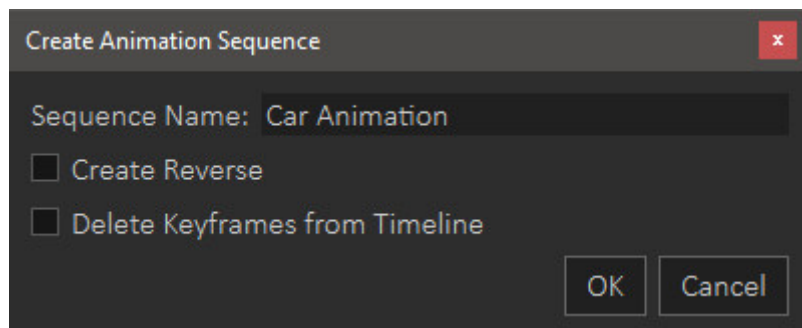 Create Animation Sequence x
Sequence Name: Car Animation
Create Reverse
Delete Keyframes from Timeline
OK Cancel